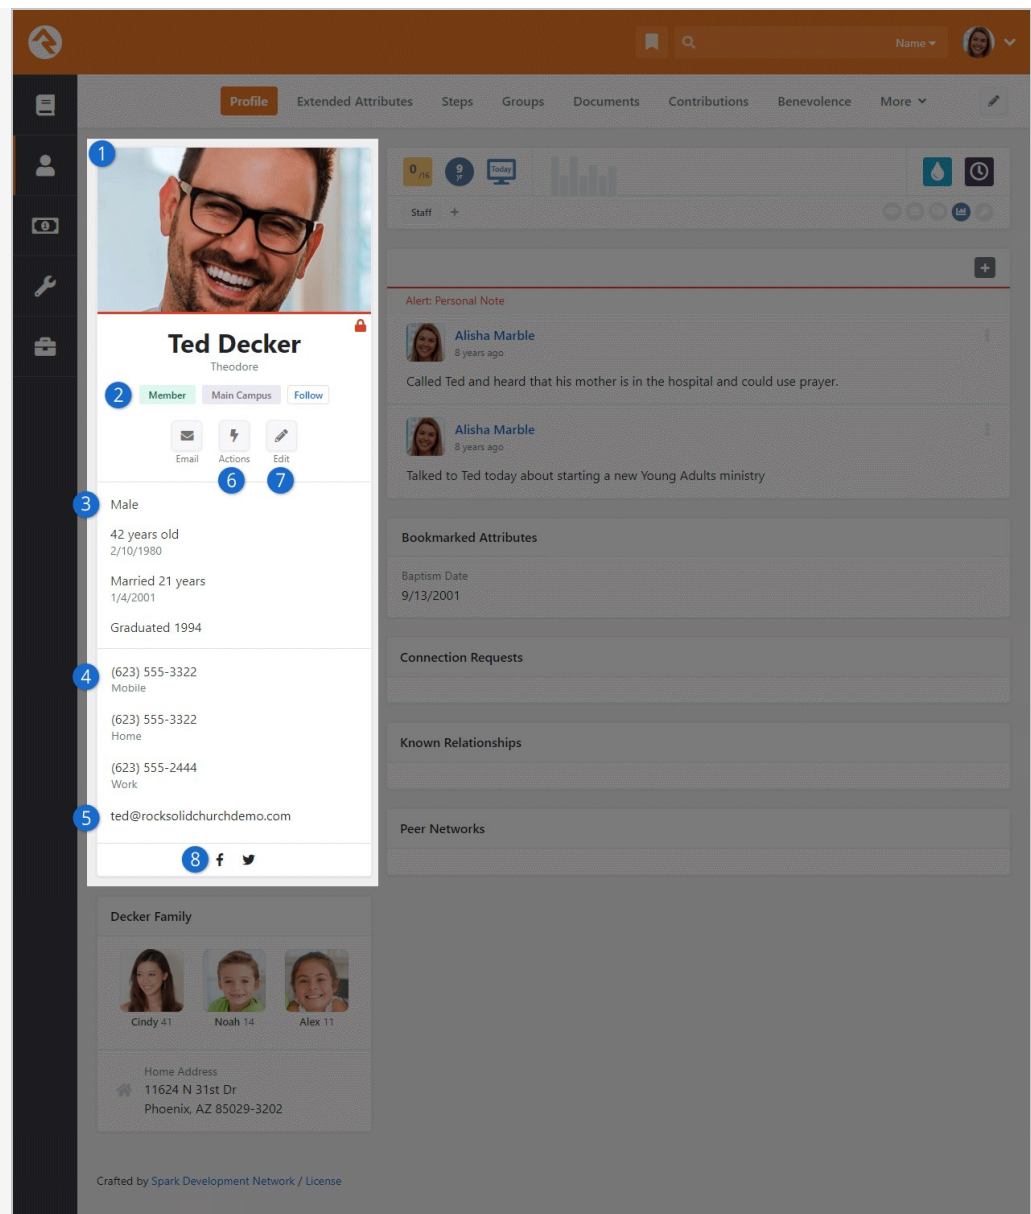 Name
Profile Extended Attributes Steps Groups Documents Contributions Benevolence More
1
Ted Decker
Theodore
2 Member Main Campus Follow
Email Actions Edit
6 7
3 Male
42 years old
2/10/1980
Married 21 years
1/4/2001
Graduated 1994
4 (623) 555-3322
Mobile
(623) 555-3322
Home
(623) 555-2444
Work
5 ted@rocksolidchurchdemo.com
8
Decker Family
Cindy 41 Noah 14 Alex 11
Home Address
11624 N 31st Dr
Phoenix, AZ 85029-3202
0 /16 9 yr Today
Staff +
Alert: Personal Note
Alisha Marble
8 years ago
Called Ted and heard that his mother is in the hospital and could use prayer.
Alisha Marble
8 years ago
Talked to Ted today about starting a new Young Adults ministry
Bookmarked Attributes
Baptism Date
9/13/2001
Connection Requests
Known Relationships
Peer Networks
Crafted by Spark Development Network / License